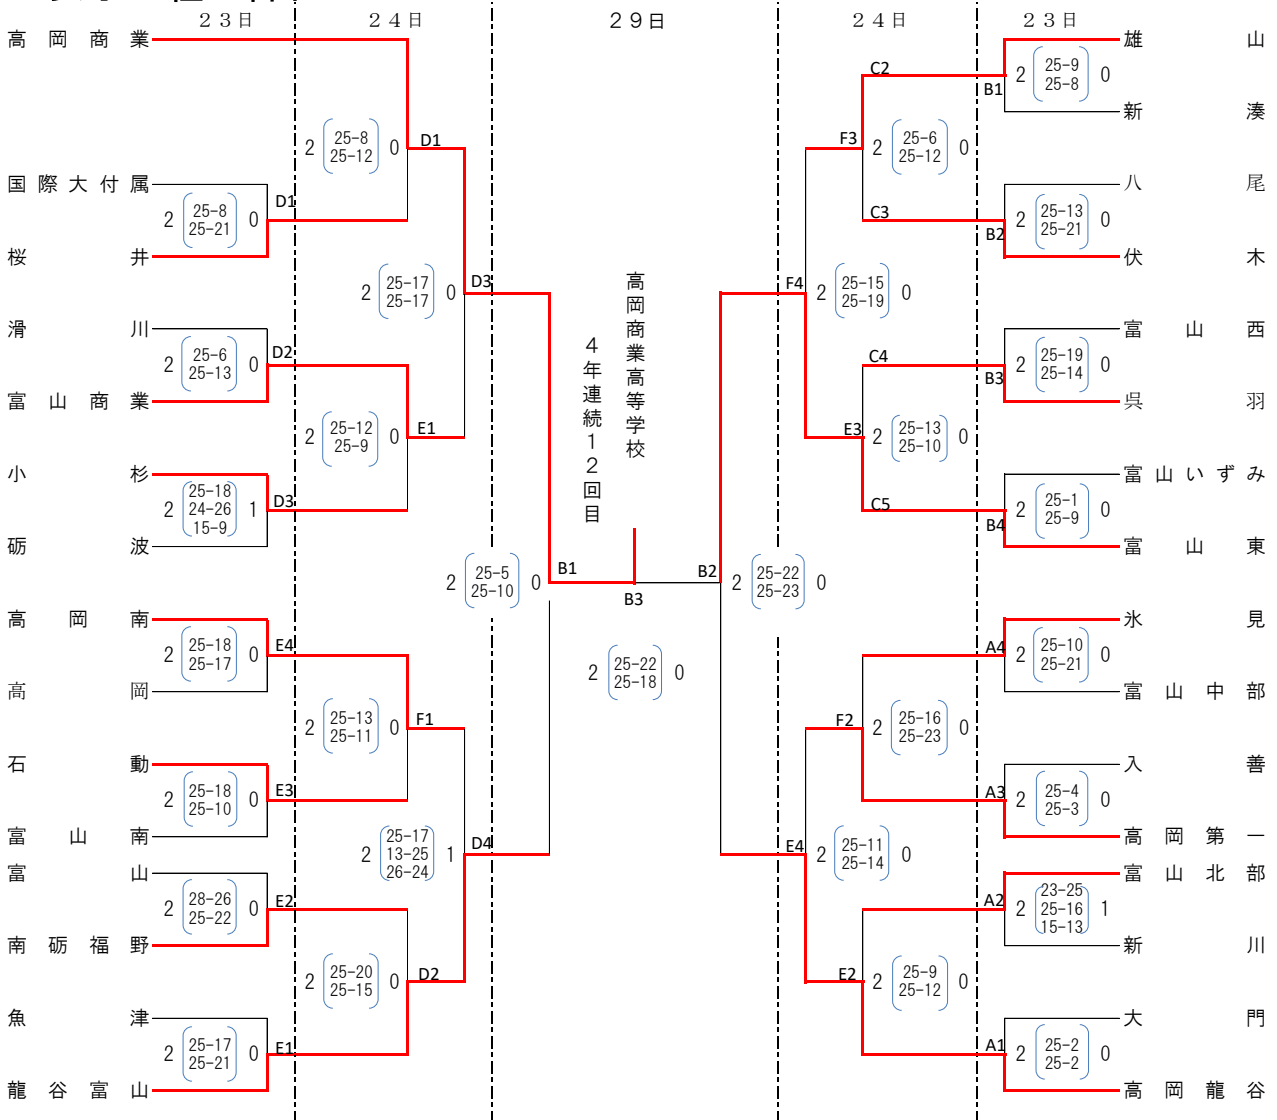 ２３日 ２４日 ２９日 ２４日 ２３日
高岡商業
国際大付属
桜井
滑川
富山商業
小杉
砺波
高岡南
高岡
石動
富山南
富山
南砺福野
魚津
龍谷富山
D1
2 25-8 25-21 0
D2
2 25-6 25-13 0
D3
2 25-18 24-26 15-9 1
E4
2 25-18 25-17 0
E3
2 25-18 25-10 0
E2
2 28-26 25-22 0
E1
2 25-17 25-21 0
D1
2 25-8 25-12 0
E1
2 25-12 25-9 0
F1
2 25-13 25-11 0
D2
2 25-20 25-15 0
D3
2 25-17 25-17 0
D4
2 25-17 13-25 26-24 1
B1
2 25-5 25-10 0
高岡商業高等学校
４年連続１２回目
B3
2 25-22 25-18 0
B2
2 25-22 25-23 0
F4
2 25-15 25-19 0
E4
2 25-11 25-14 0
F3
2 25-6 25-12 0
E3
2 25-13 25-10 0
F2
2 25-16 25-23 0
E2
2 25-9 25-12 0
C2
C3
C4
C5
B1
2 25-9 25-8 0
B2
2 25-13 25-21 0
B3
2 25-19 25-14 0
B4
2 25-1 25-9 0
A4
2 25-10 25-21 0
A3
2 25-4 25-3 0
A2
2 23-25 25-16 15-13 1
A1
2 25-2 25-2 0
雄山
新湊
八尾
伏木
富山西
呉羽
富山いずみ
富山東
氷見
富山中部
入善
高岡第一
富山北部
新川
大門
高岡龍谷